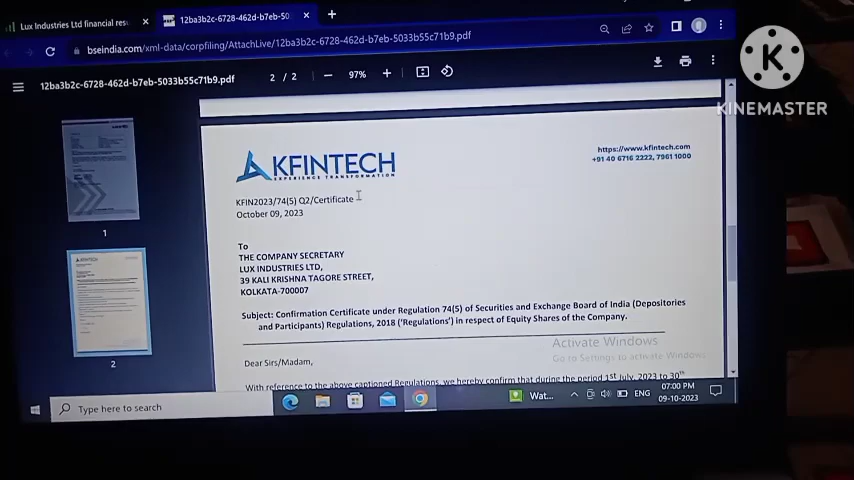 Lux Industries Ltd financial res
12ba3b2c-6728-462d-b7eb-5033b55c71b9
bseindia.com/xml-data/corpfiling/AttachLive/12ba3b2c-6728-462d-b7eb-5033b55c71b9.pdf
12ba3b2c-6728-462d-b7eb-5033b55c71b9.pdf
2 / 2
97%
K
KINEMASTER
KFINTECH
EXPERIENCE TRANSFORMATION
https://www.kfintech.com
+91 40 6716 2222, 7961 1000
KFIN2023/74(5) Q2/Certificate
October 09, 2023
To
THE COMPANY SECRETARY
LUX INDUSTRIES LTD,
39 KALI KRISHNA TAGORE STREET,
KOLKATA-700007
Subject: Confirmation Certificate under Regulation 74(5) of Securities and Exchange Board of India (Depositories
and Participants) Regulations, 2018 ('Regulations') in respect of Equity Shares of the Company.
Dear Sirs/Madam,
With reference to the above captioned Regulations, we hereby confirm that during the period 1st July, 2023 to 30th
Activate Windows
Go to Settings to activate Windows.
1
2
Type here to search
Wat...
ENG
07:00 PM
09-10-2023